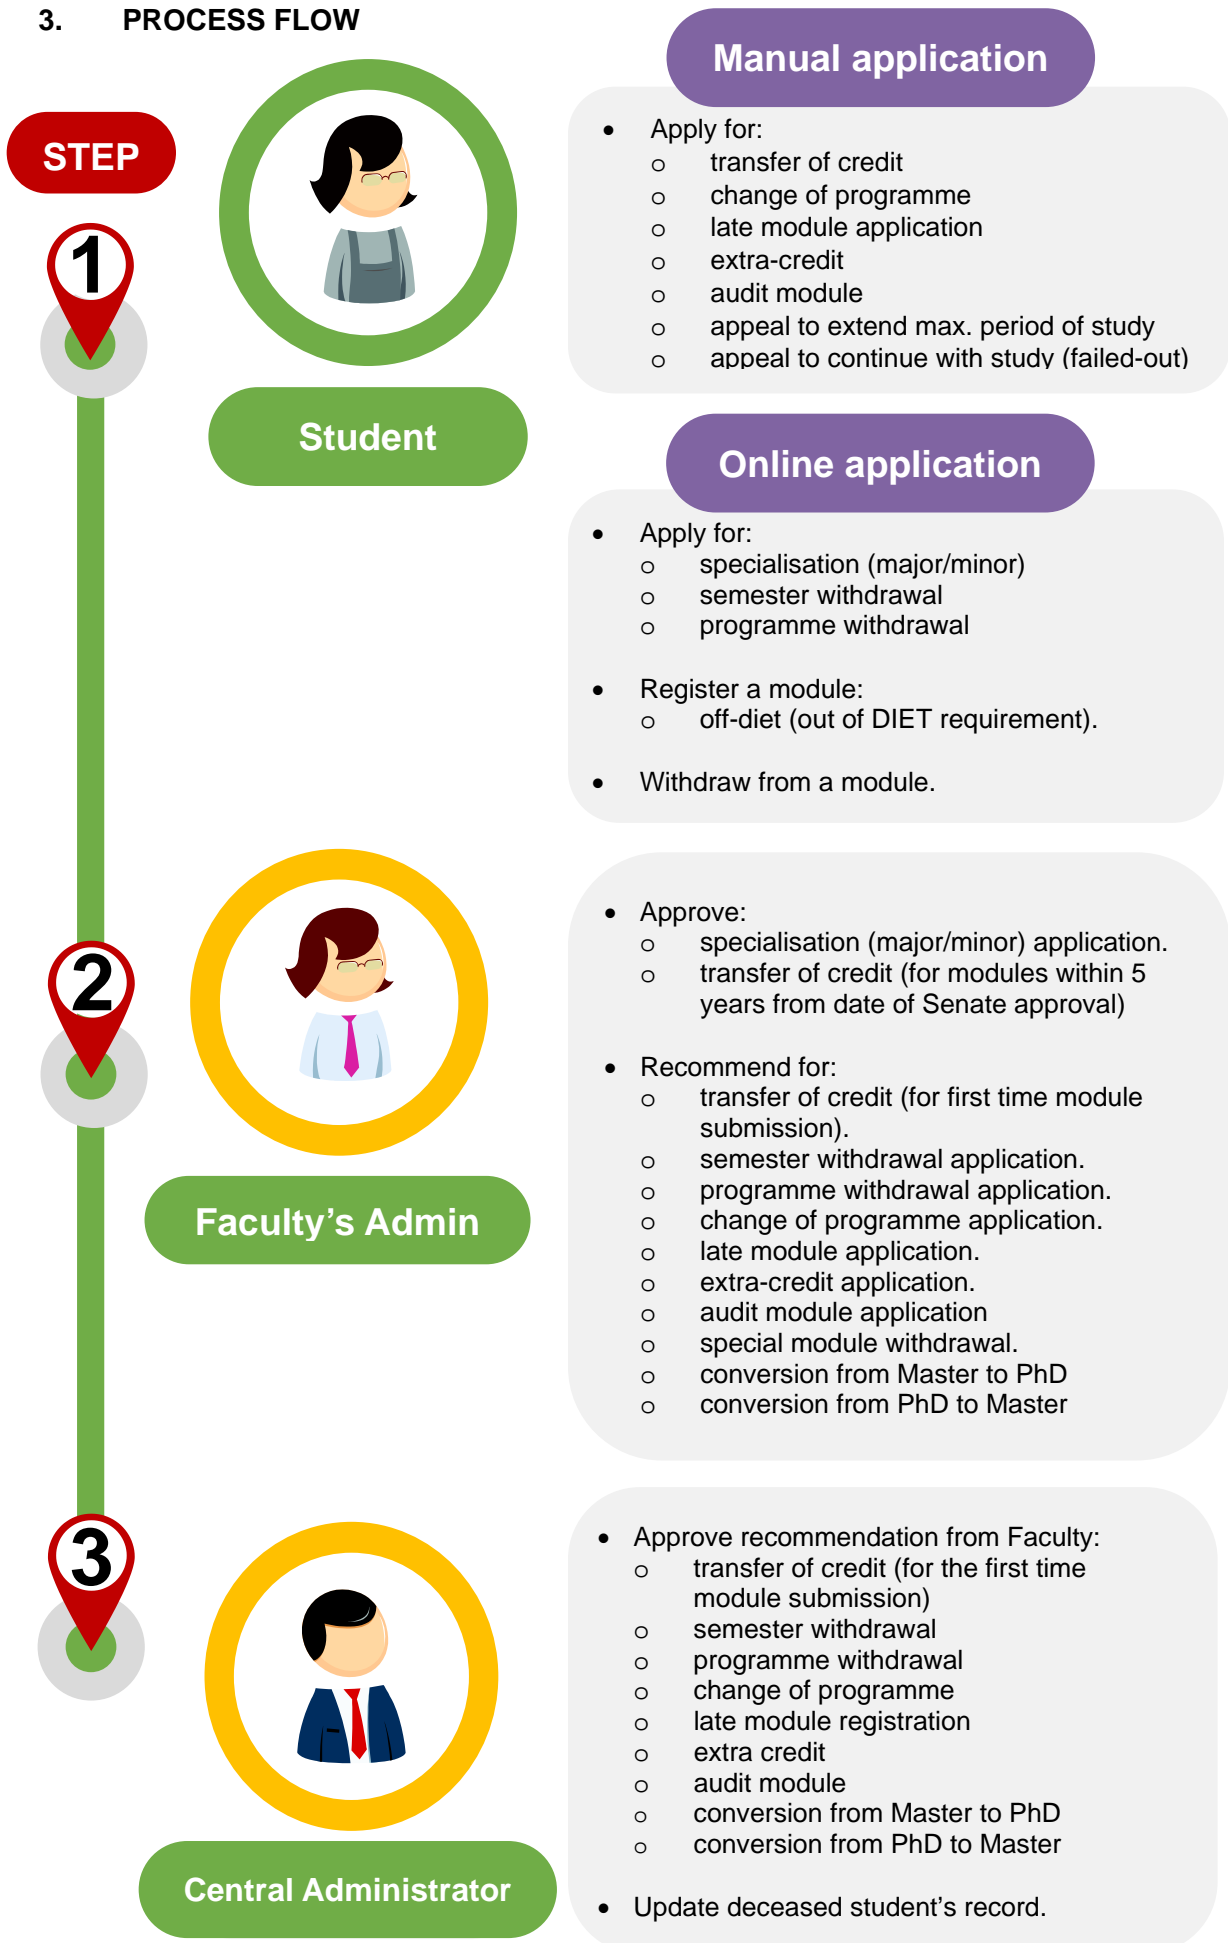 3. PROCESS FLOW
STEP
1
Student
Manual application
• Apply for:
o transfer of credit
o change of programme
o late module application
o extra-credit
o audit module
o appeal to extend max. period of study
o appeal to continue with study (failed-out)
Online application
• Apply for:
o specialisation (major/minor)
o semester withdrawal
o programme withdrawal
• Register a module:
o off-diet (out of DIET requirement).
• Withdraw from a module.
2
Faculty’s Admin
• Approve:
o specialisation (major/minor) application.
o transfer of credit (for modules within 5
years from date of Senate approval)
• Recommend for:
o transfer of credit (for first time module
submission).
o semester withdrawal application.
o programme withdrawal application.
o change of programme application.
o late module application.
o extra-credit application.
o audit module application
o special module withdrawal.
o conversion from Master to PhD
o conversion from PhD to Master
3
Central Administrator
• Approve recommendation from Faculty:
o transfer of credit (for the first time
module submission)
o semester withdrawal
o programme withdrawal
o change of programme
o late module registration
o extra credit
o audit module
o conversion from Master to PhD
o conversion from PhD to Master
• Update deceased student’s record.